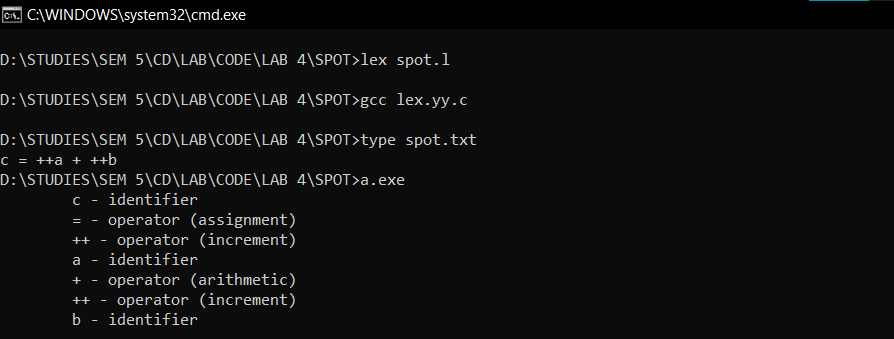 C:\WINDOWS\system32\cmd.exe
D:\STUDIES\SEM 5\CD\LAB\CODE\LAB 4\SPOT>lex spot.l
D:\STUDIES\SEM 5\CD\LAB\CODE\LAB 4\SPOT>gcc lex.yy.c
D:\STUDIES\SEM 5\CD\LAB\CODE\LAB 4\SPOT>type spot.txt
c = ++a + ++b
D:\STUDIES\SEM 5\CD\LAB\CODE\LAB 4\SPOT>a.exe
c - identifier
= - operator (assignment)
++ - operator (increment)
a - identifier
+ - operator (arithmetic)
++ - operator (increment)
b - identifier